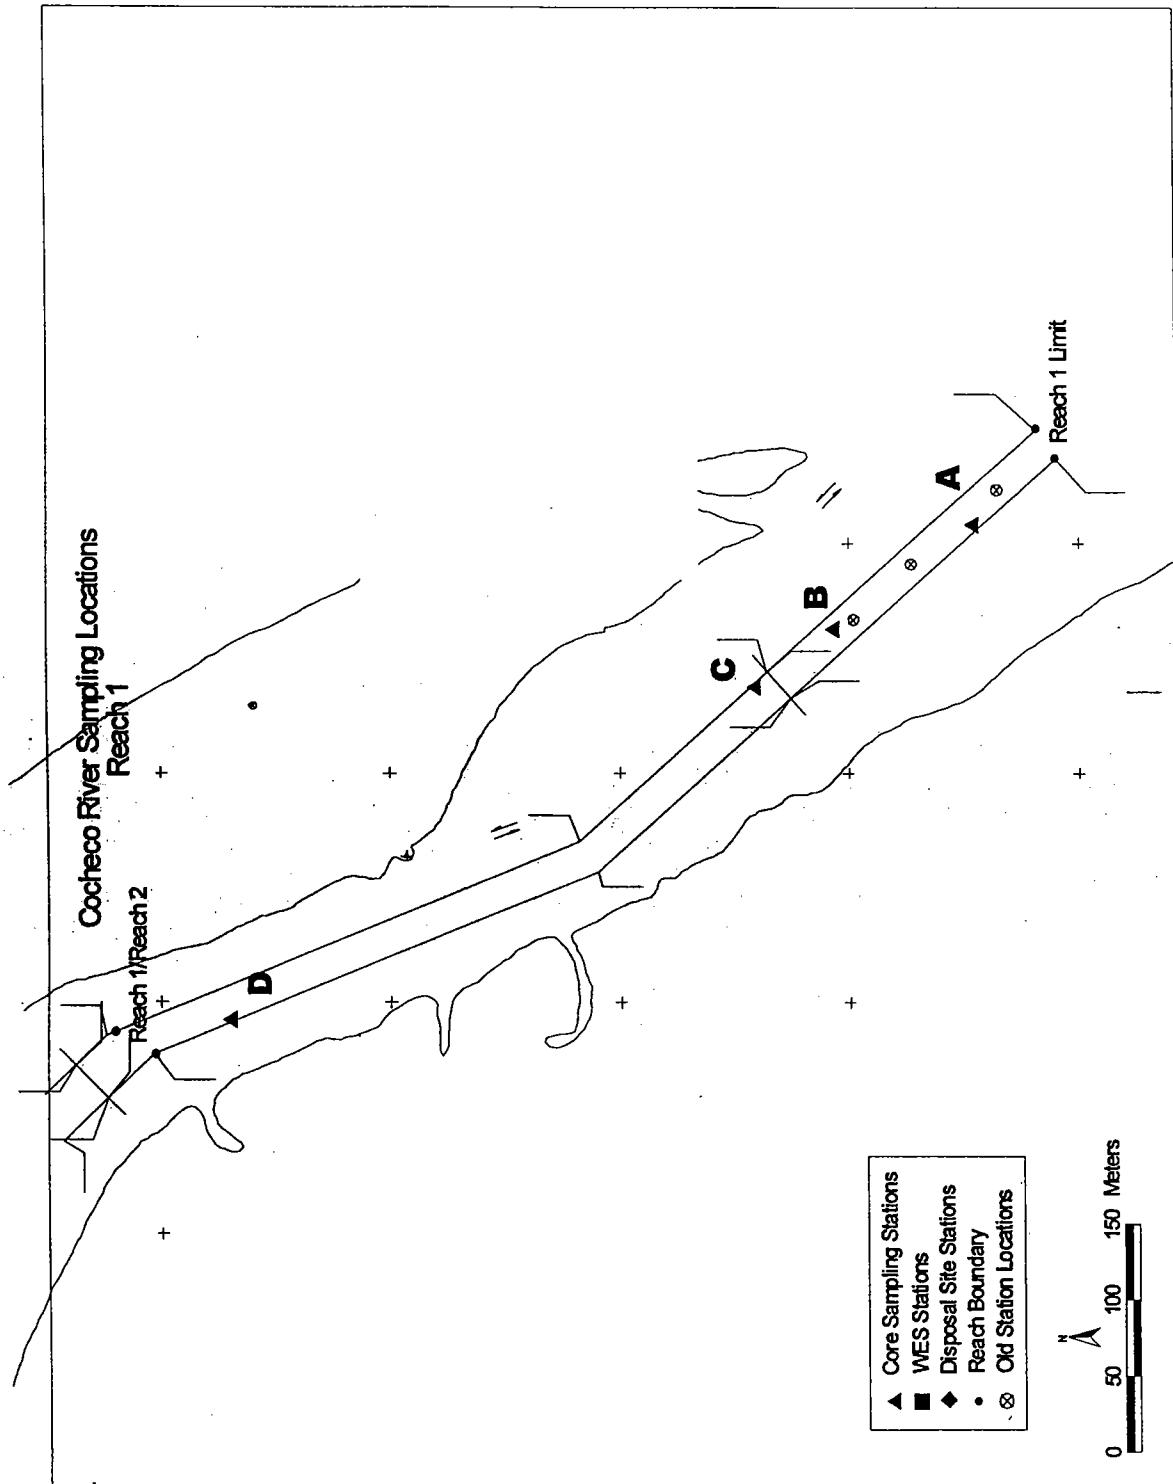 Cocheco River Sampling Locations
Reach 1
Reach 1/Reach 2
D
C
B
A
Reach 1 Limit
Core Sampling Stations
WES Stations
Disposal Site Stations
Reach Boundary
Old Station Locations
N
0 50 100 150 Meters